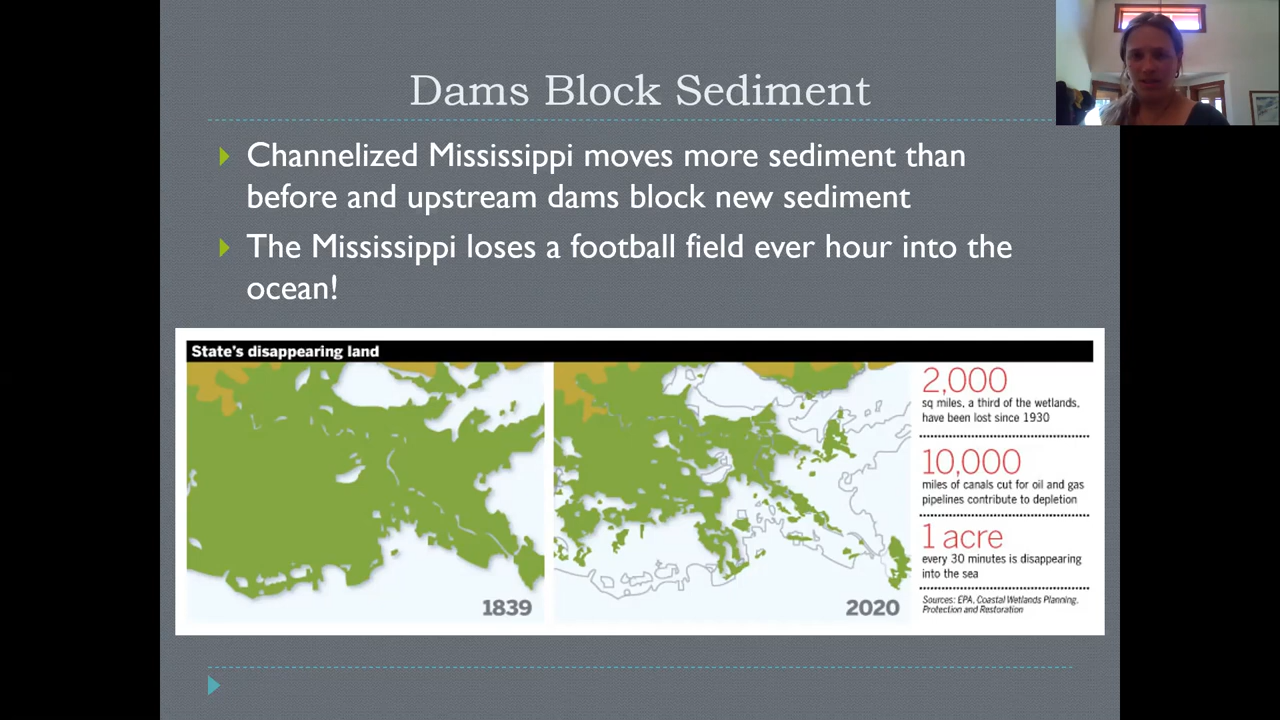 Dams Block Sediment
Channelized Mississippi moves more sediment than
before and upstream dams block new sediment
The Mississippi loses a football field ever hour into the
ocean!
State's disappearing land
1839
2020
2,000
sq miles, a third of the wetlands,
have been lost since 1930
10,000
miles of canals cut for oil and gas
pipelines contribute to depletion
1 acre
every 30 minutes is disappearing
into the sea
Sources: EPA, Coastal Wetlands Planning,
Protection and Restoration